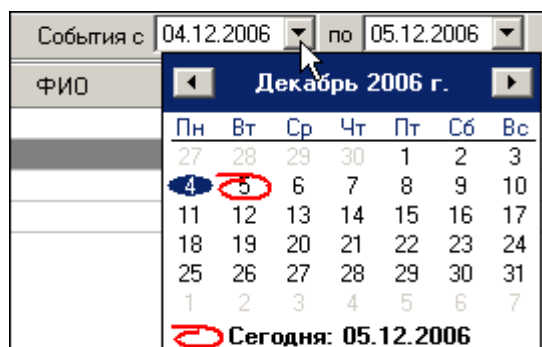 События с 04.12.2006 по 05.12.2006
ФИО
Декабрь 2006 г.
Пн Вт Ср Чт Пт Сб Вс
27 28 29 30 1 2 3
4 5 6 7 8 9 10
11 12 13 14 15 16 17
18 19 20 21 22 23 24
25 26 27 28 29 30 31
1 2 3 4 5 6 7
Сегодня: 05.12.2006